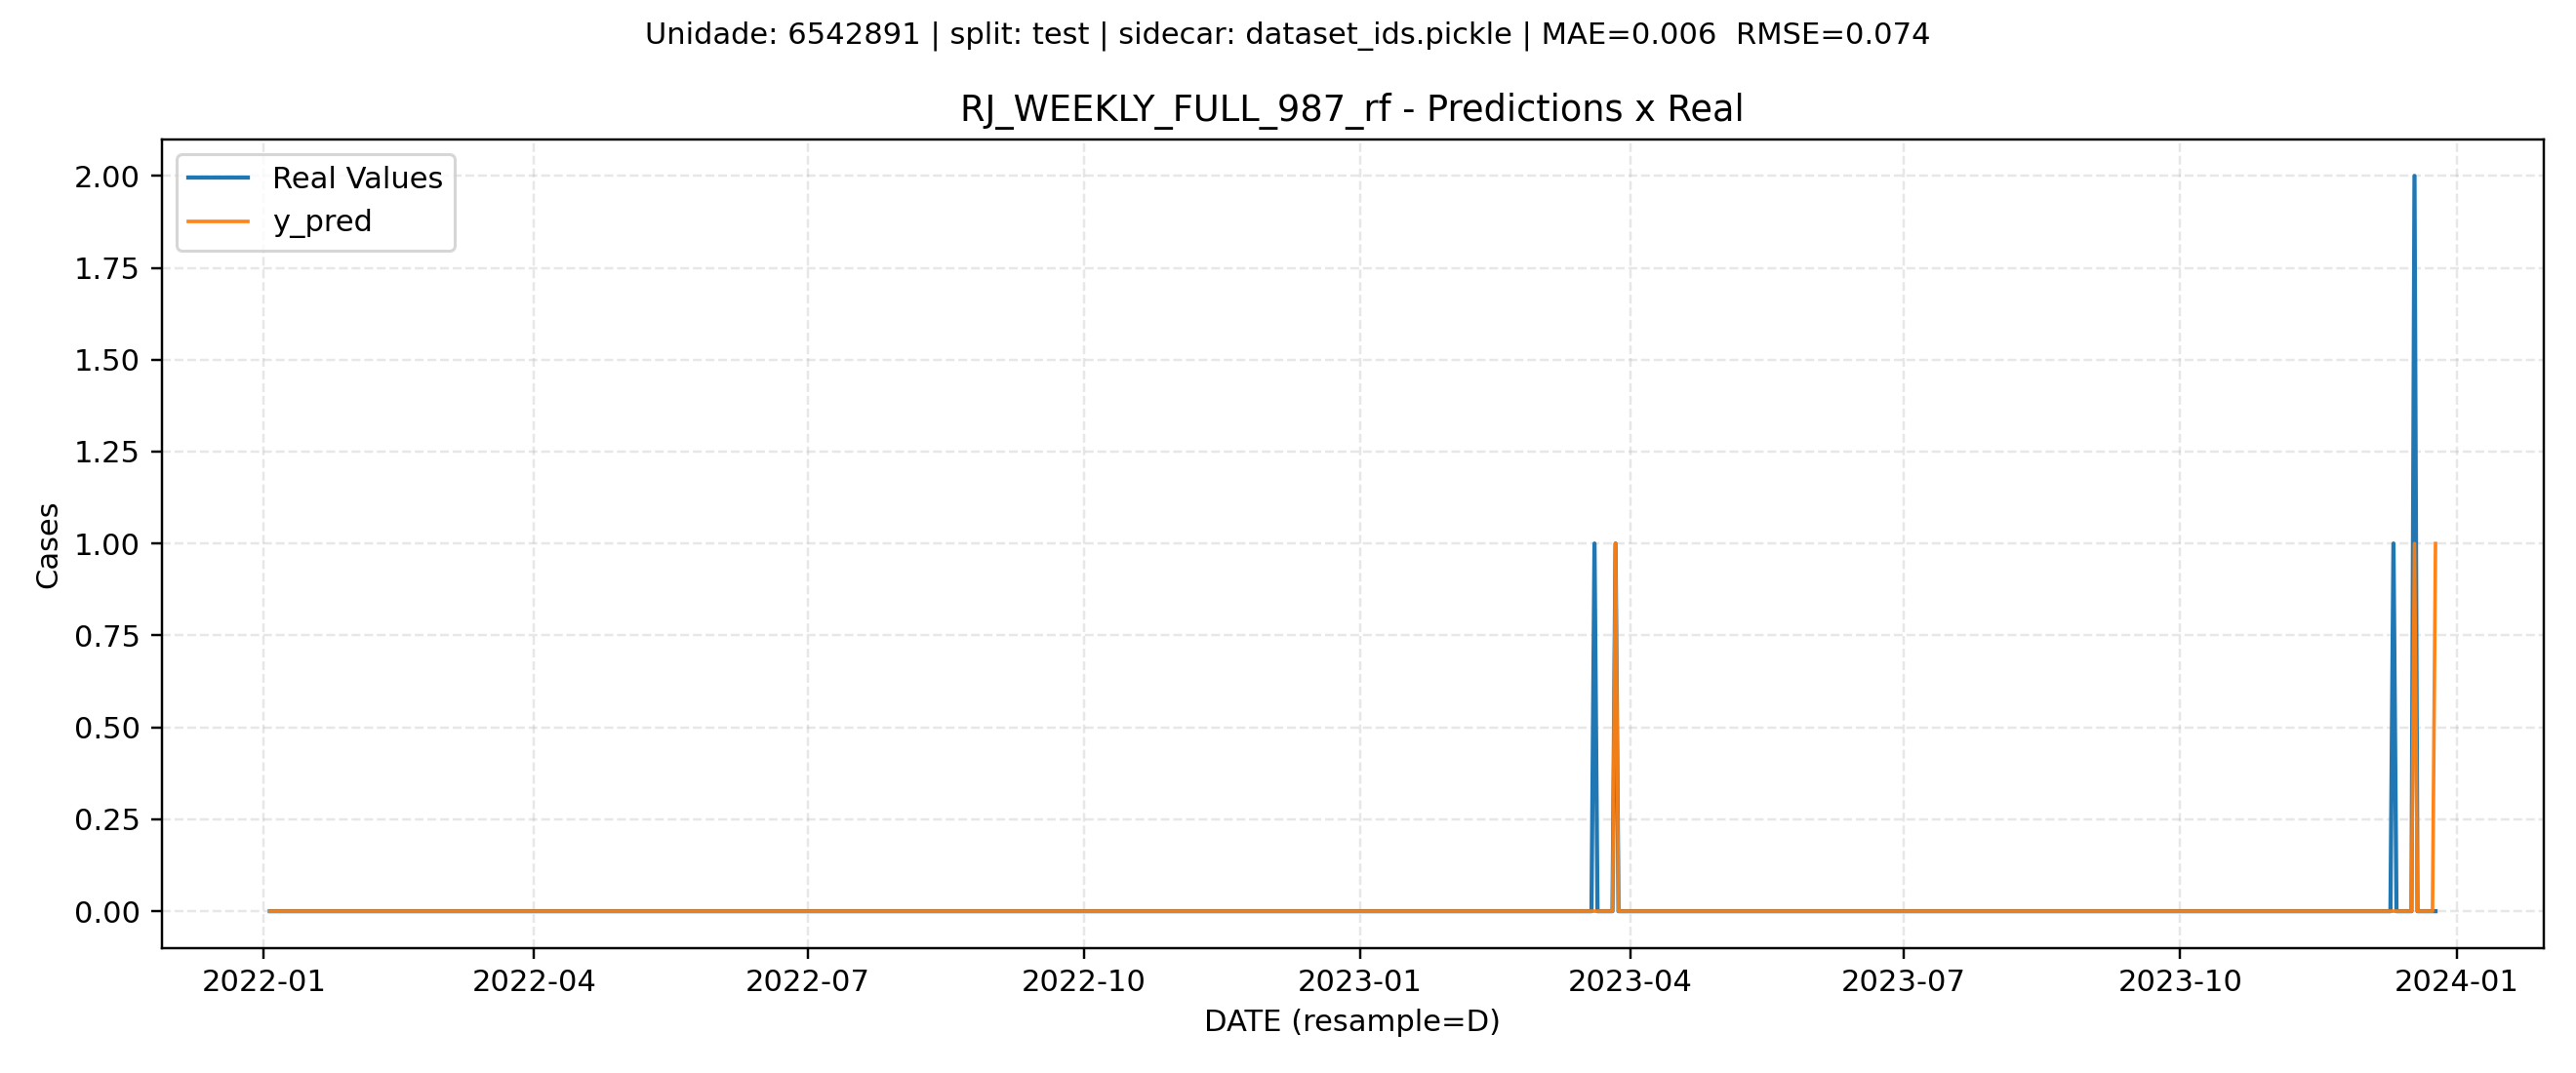 Unidade: 6542891 | split: test | sidecar: dataset_ids.pickle | MAE=0.006  RMSE=0.074
RJ_WEEKLY_FULL_987_rf - Predictions x Real
Real Values
y_pred
2.00
1.75
1.50
1.25
1.00
0.75
0.50
0.25
0.00
Cases
2022-01 2022-04 2022-07 2022-10 2023-01 2023-04 2023-07 2023-10 2024-01
DATE (resample=D)